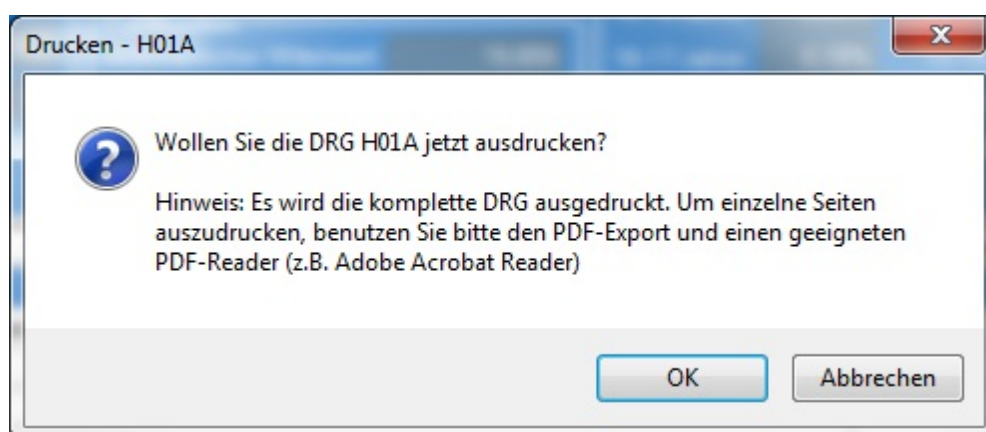 Drucken - H01A
Wollen Sie die DRG H01A jetzt ausdrucken?
Hinweis: Es wird die komplette DRG ausgedruckt. Um einzelne Seiten
auszudrucken, benutzen Sie bitte den PDF-Export und einen geeigneten
PDF-Reader (z.B. Adobe Acrobat Reader)
OK
Abbrechen